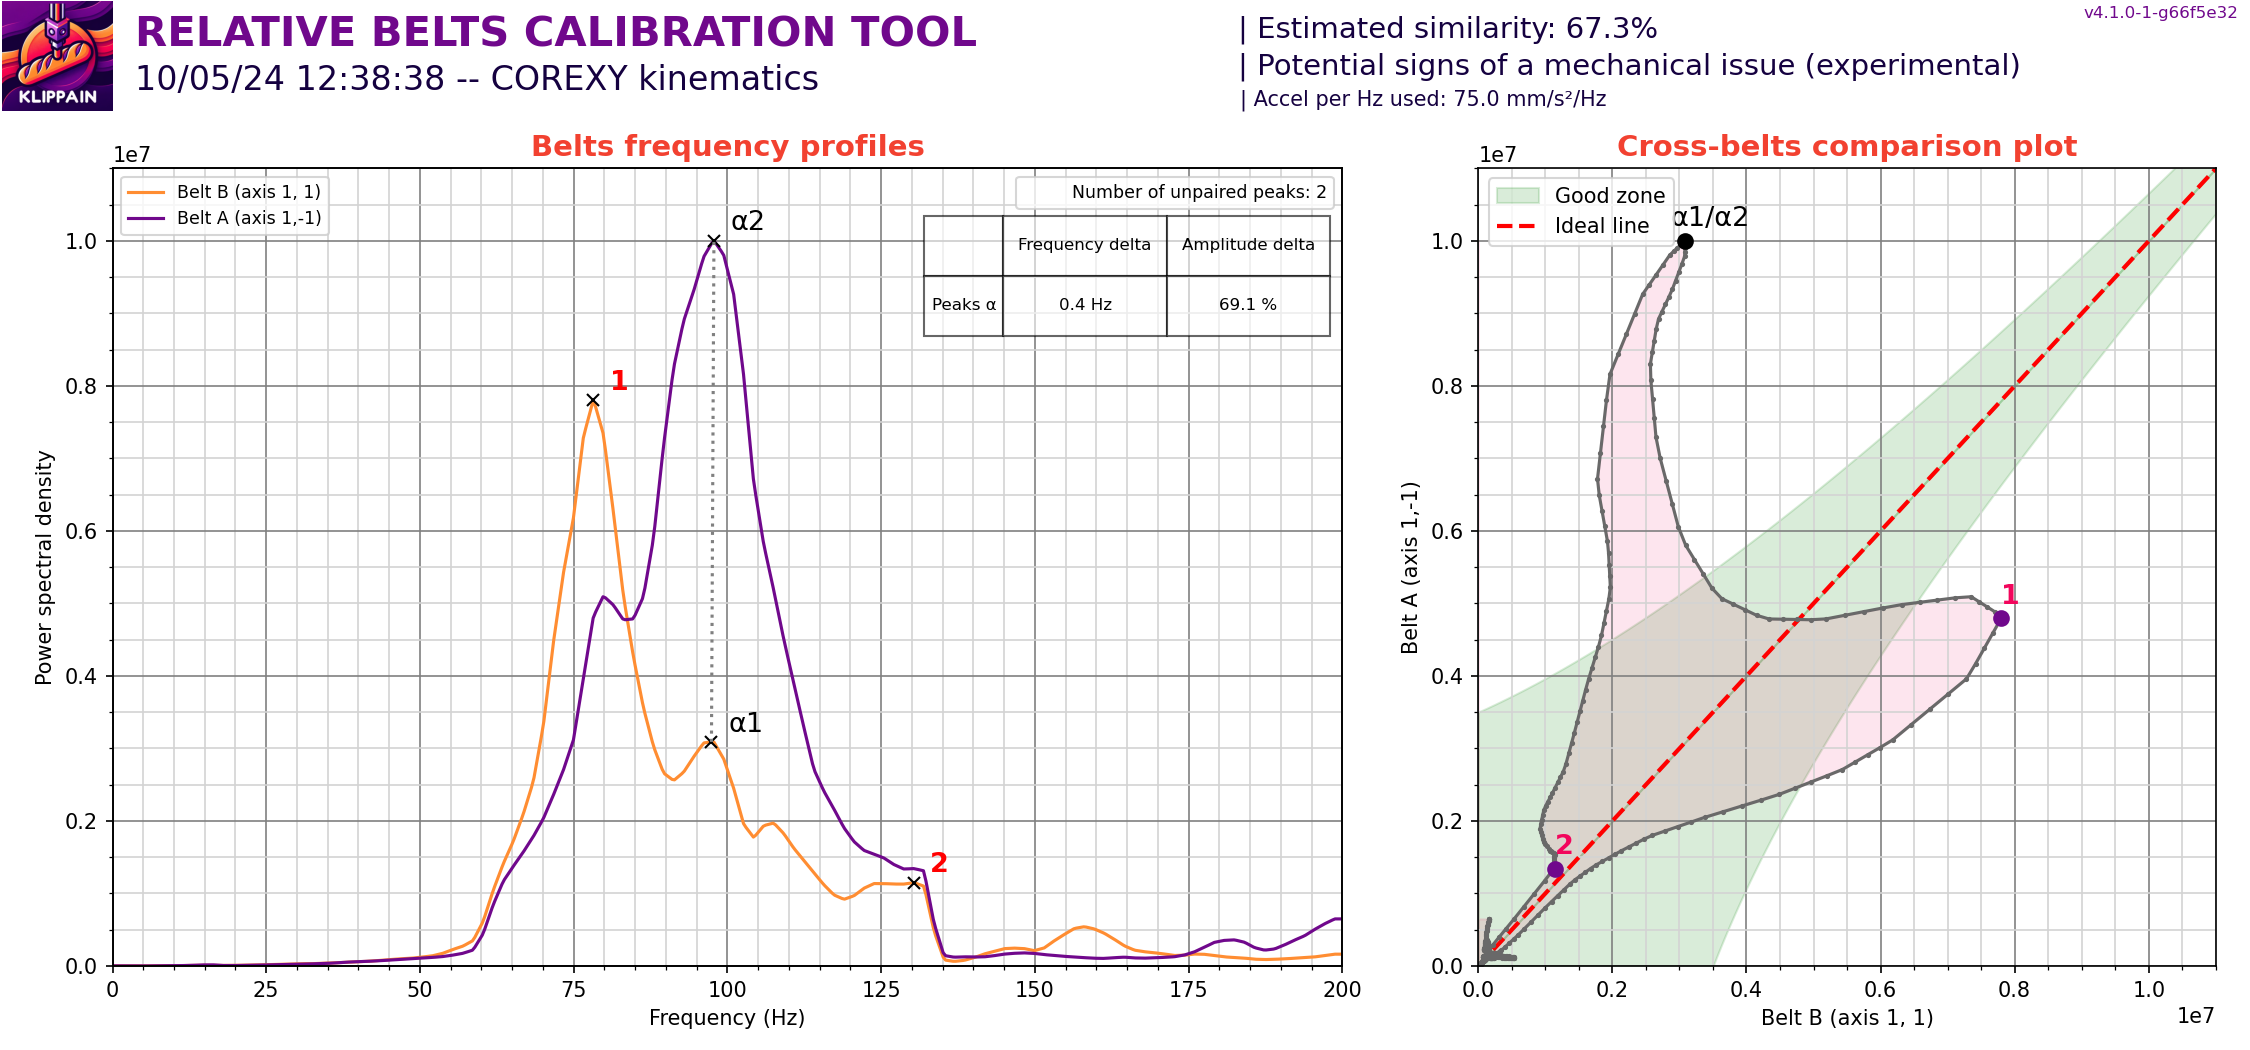 KLIPPAIN
RELATIVE BELTS CALIBRATION TOOL
10/05/24 12:38:38 -- COREXY kinematics
| Estimated similarity: 67.3%
| Potential signs of a mechanical issue (experimental)
| Accel per Hz used: 75.0 mm/s²/Hz
v4.1.0-1-g66f5e32
Belts frequency profiles
1e7
Belt B (axis 1, 1)
Belt A (axis 1,-1)
Number of unpaired peaks: 2
Frequency delta Amplitude delta
Peaks α 0.4 Hz 69.1 %
α2
1
α1
2
1.0
0.8
0.6
0.4
0.2
0.0
Power spectral density
0 25 50 75 100 125 150 175 200
Frequency (Hz)
Cross-belts comparison plot
1e7
Good zone
Ideal line
α1/α2
1
2
1.0
0.8
0.6
0.4
0.2
0.0
Belt A (axis 1,-1)
0.0 0.2 0.4 0.6 0.8 1.0
Belt B (axis 1, 1)
1e7